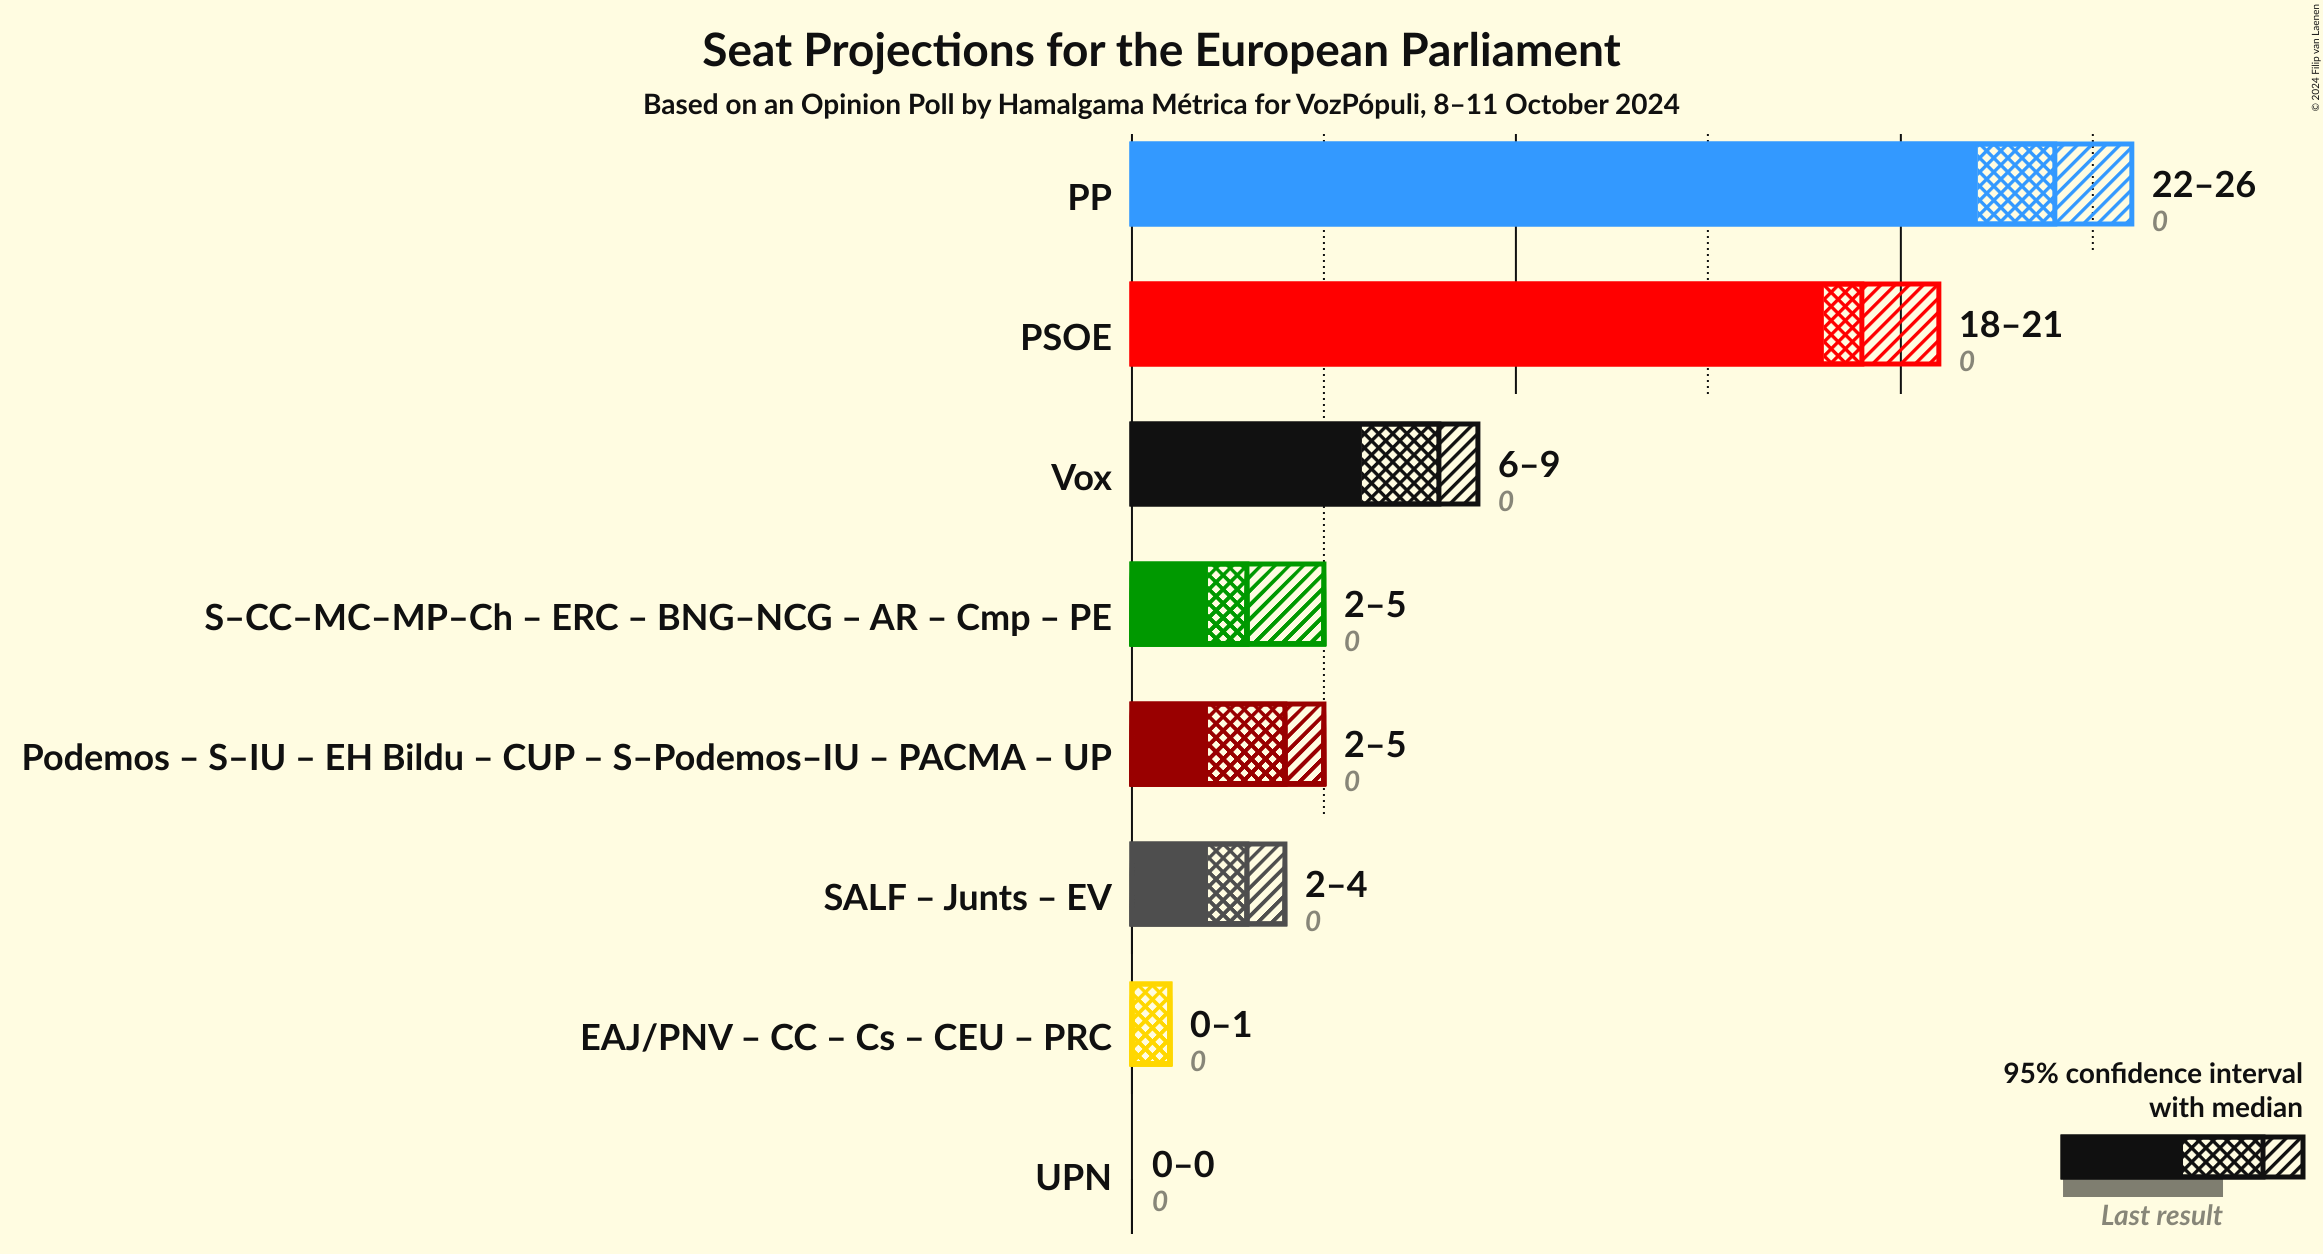 Seat Projections for the European Parliament
Based on an Opinion Poll by Hamalgama Métrica for VozPópuli, 8–11 October 2024
© 2024 Filip van Laenen
PP
22–26
0
PSOE
18–21
0
Vox
6–9
0
S–CC–MC–MP–Ch – ERC – BNG–NCG – AR – Cmp – PE
2–5
0
Podemos – S–IU – EH Bildu – CUP – S–Podemos–IU – PACMA – UP
2–5
0
SALF – Junts – EV
2–4
0
EAJ/PNV – CC – Cs – CEU – PRC
0–1
0
UPN
0–0
0
95% confidence interval
with median
Last result